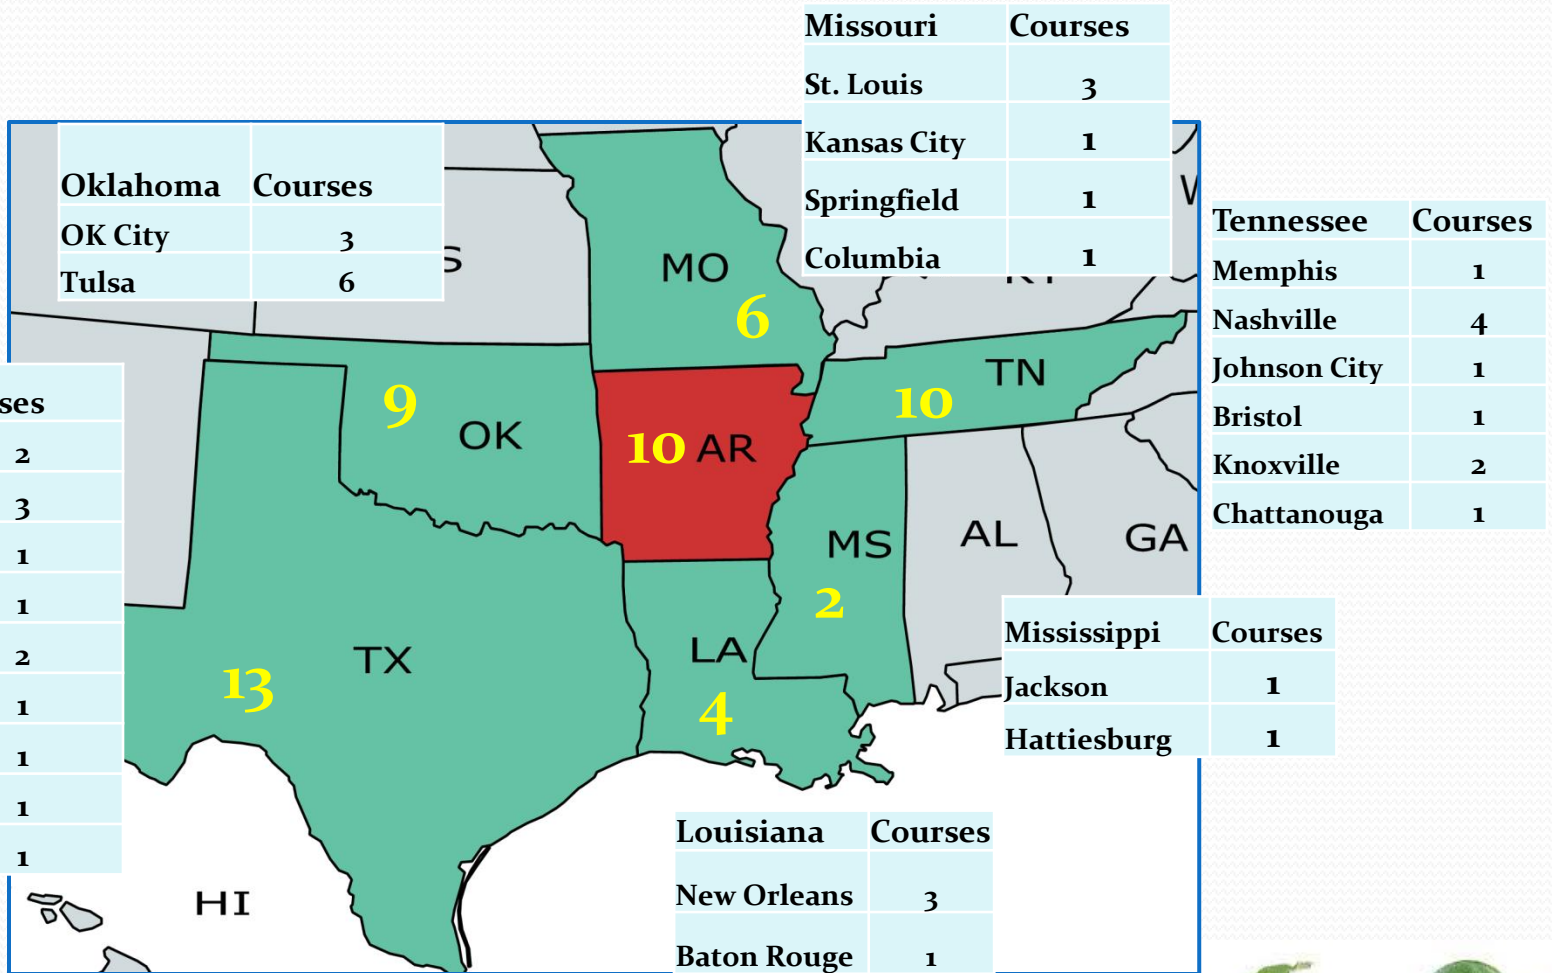 Missouri Courses
St. Louis 3
Kansas City 1
Springfield 1
Columbia 1
Oklahoma Courses
OK City 3
Tulsa 6
Tennessee Courses
Memphis 1
Nashville 4
Johnson City 1
Bristol 1
Knoxville 2
Chattanouga 1
ses
2
3
1
1
2
1
1
1
1
S
MO
6
W
TN
10
9
OK
10 AR
MS
2
AL
GA
TX
13
LA
4
HI
Mississippi Courses
Jackson 1
Hattiesburg 1
Louisiana Courses
New Orleans 3
Baton Rouge 1